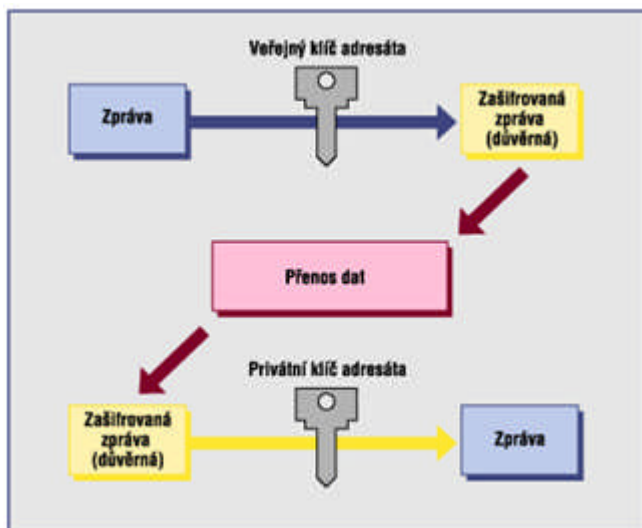 Veřejný klíč adresáta
Zpráva
Zašifrovaná
zpráva
(důvěrná)
Přenos dat
Privátní klíč adresáta
Zašifrovaná
zpráva
(důvěrná)
Zpráva